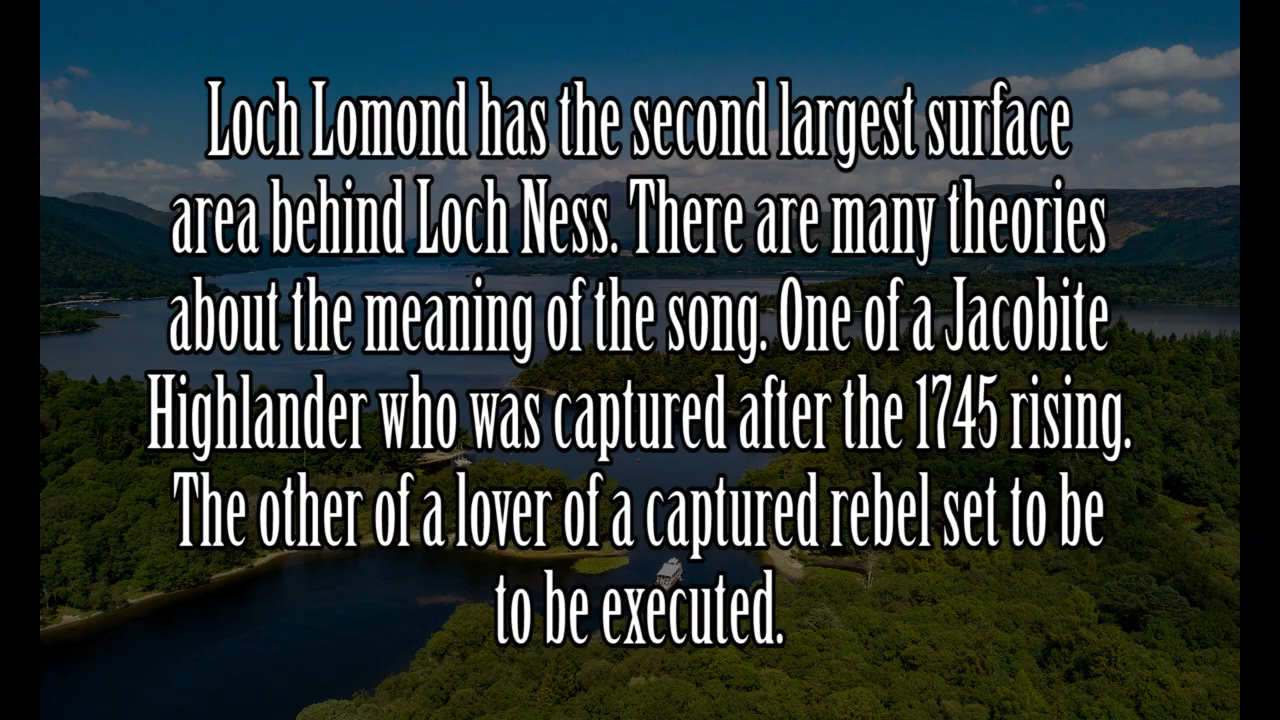 Loch Lomond has the second largest surface
area behind Loch Ness. There are many theories
about the meaning of the song. One of a Jacobite
Highlander who was captured after the 1745 rising.
The other of a lover of a captured rebel set to be
to be executed.